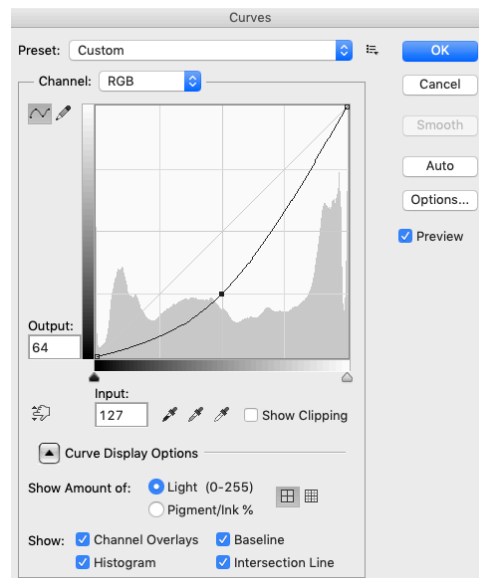 Curves
Preset: Custom
OK
Channel: RGB
Cancel
Smooth
Auto
Options...
Preview
Output:
64
Input:
127
Show Clipping
Curve Display Options
Show Amount of: Light (0-255)
Pigment/Ink %
Show: Channel Overlays Baseline
Histogram Intersection Line